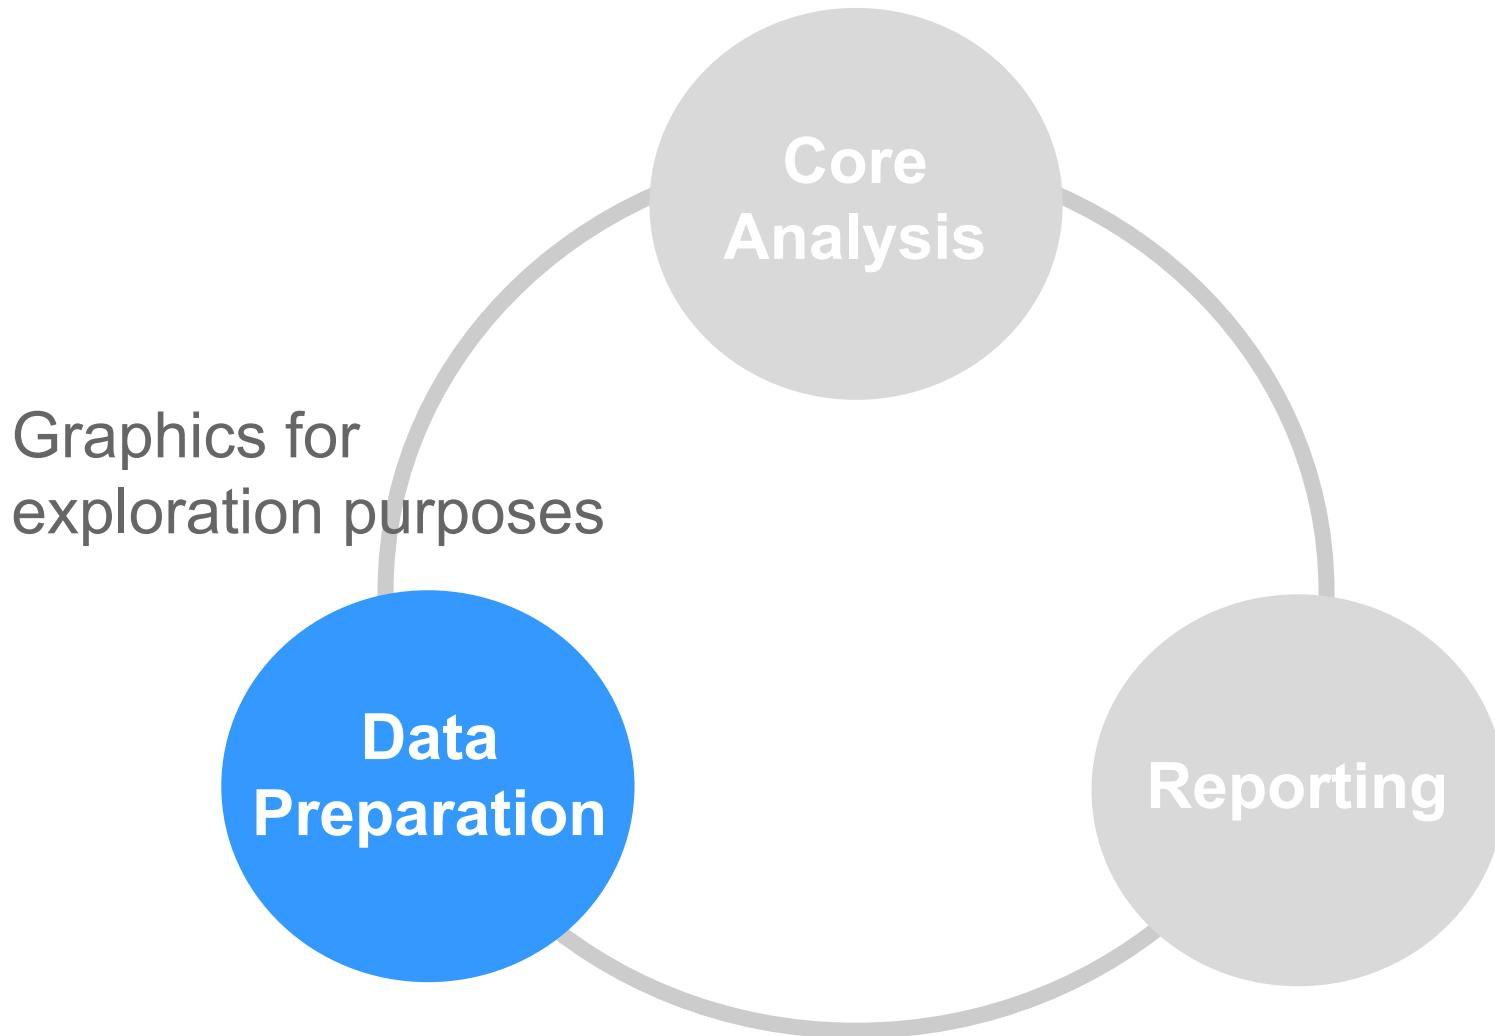 Core
Analysis
Graphics for
exploration purposes
Data
Preparation
Reporting